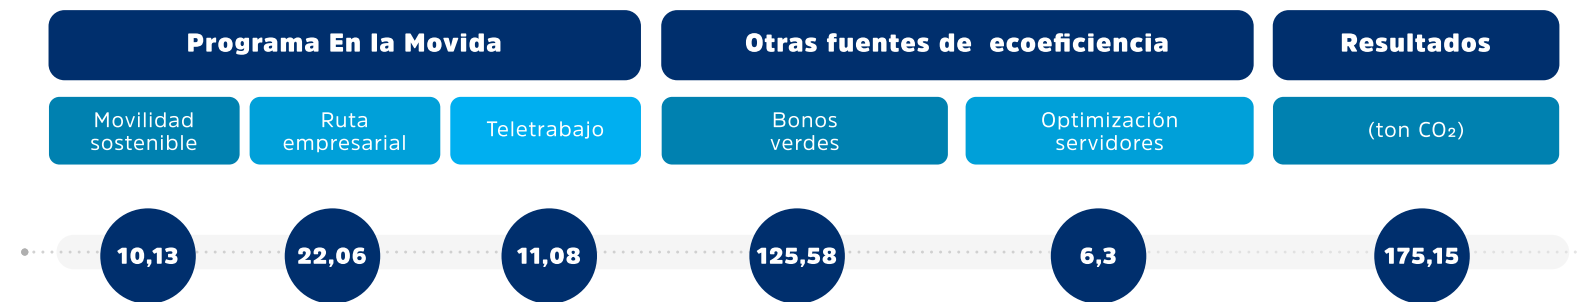 Programa En la Movida
Otras fuentes de ecoeficiencia
Resultados
Movilidad
sostenible
Ruta
empresarial
Teletrabajo
Bonos
verdes
Optimización
servidores
(ton CO₂)
10,13
22,06
11,08
125,58
6,3
175,15